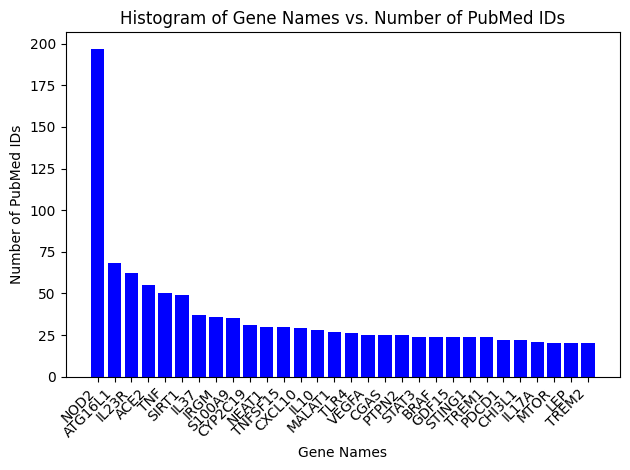 Histogram of Gene Names vs. Number of PubMed IDs
Number of PubMed IDs
200
175
150
125
100
75
50
25
0
NOD2
ATG16L1
IL23R
ACE2
TNF
SIRT1
IL37
IRGM
S100A9
CYP2C19
NEAT1
TNFSF15
CXCL10
IL10
MALAT1
TLR4
VEGFA
CGAS
PTPN2
STAT3
BRAF
GDF15
STING1
TREM1
PDCD1
CHI3L1
IL17A
MTOR
LEP
TREM2
Gene Names